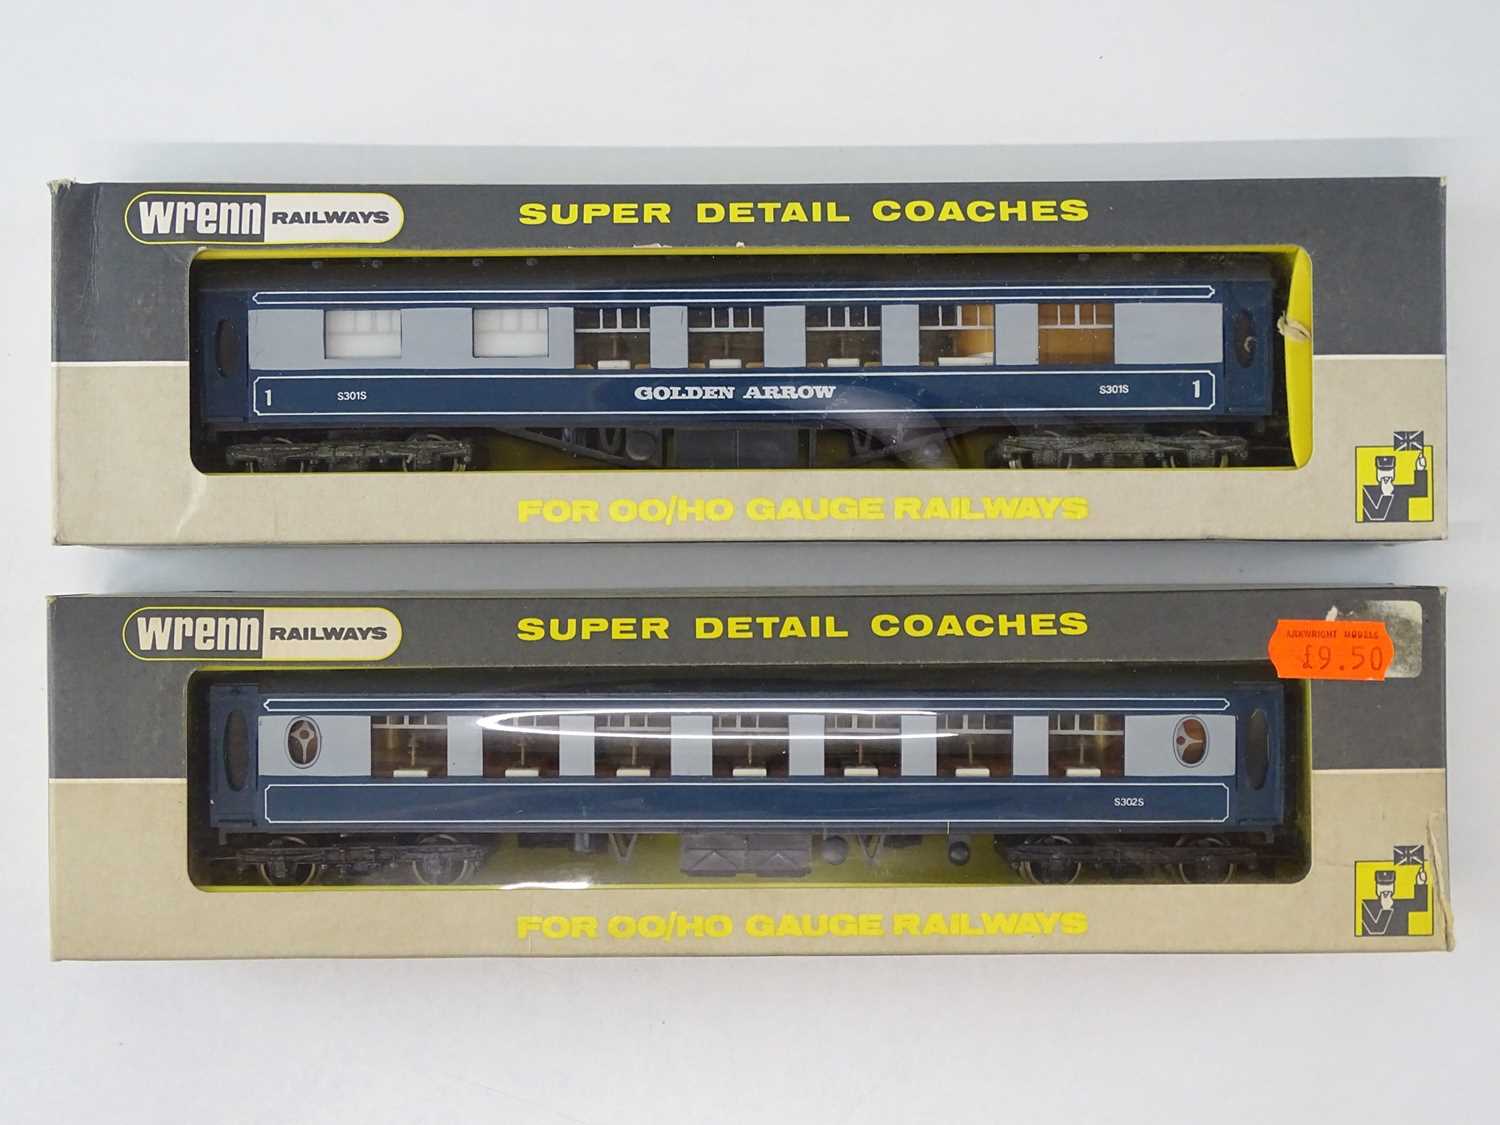 wrenn RAILWAYS SUPER DETAIL COACHES
1 S301S GOLDEN ARROW S301S 1
FOR OO/HO GAUGE RAILWAYS
wrenn RAILWAYS SUPER DETAIL COACHES
ARKWRIGHT MODELS
£9.50
S302S
FOR OO/HO GAUGE RAILWAYS